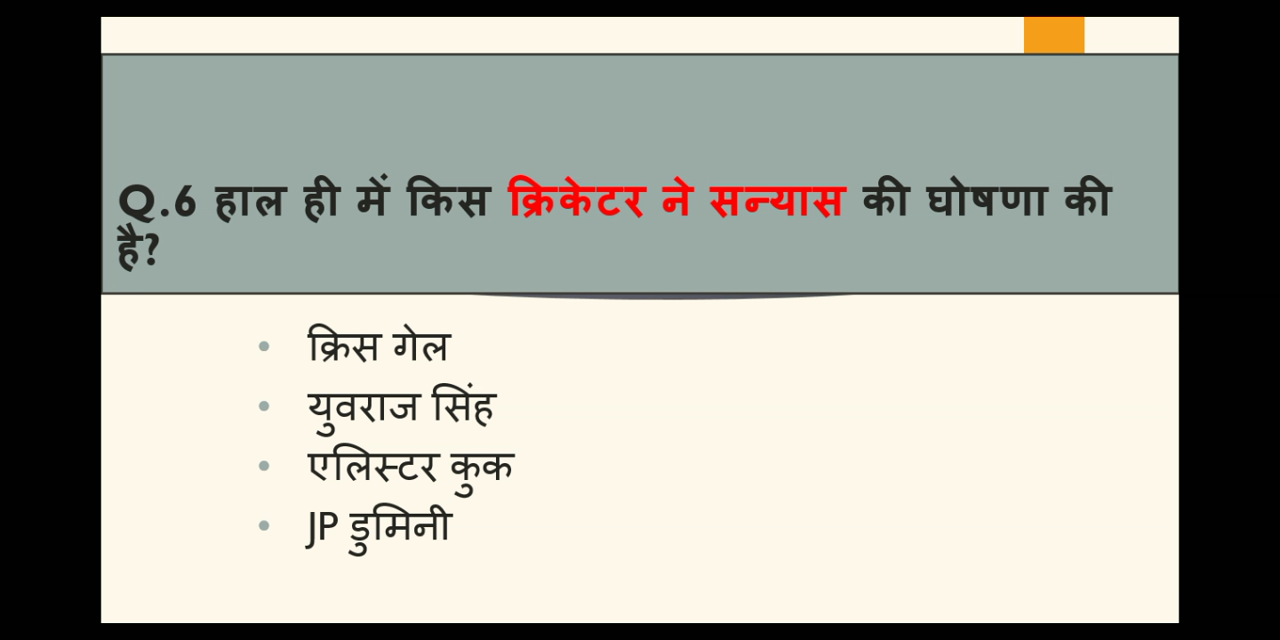 Q.6 हाल ही में किस क्रिकेटर ने सन्यास की घोषणा की
है?
• क्रिस गेल
• युवराज सिंह
• एलिस्टर कुक
• JP डुमिनी